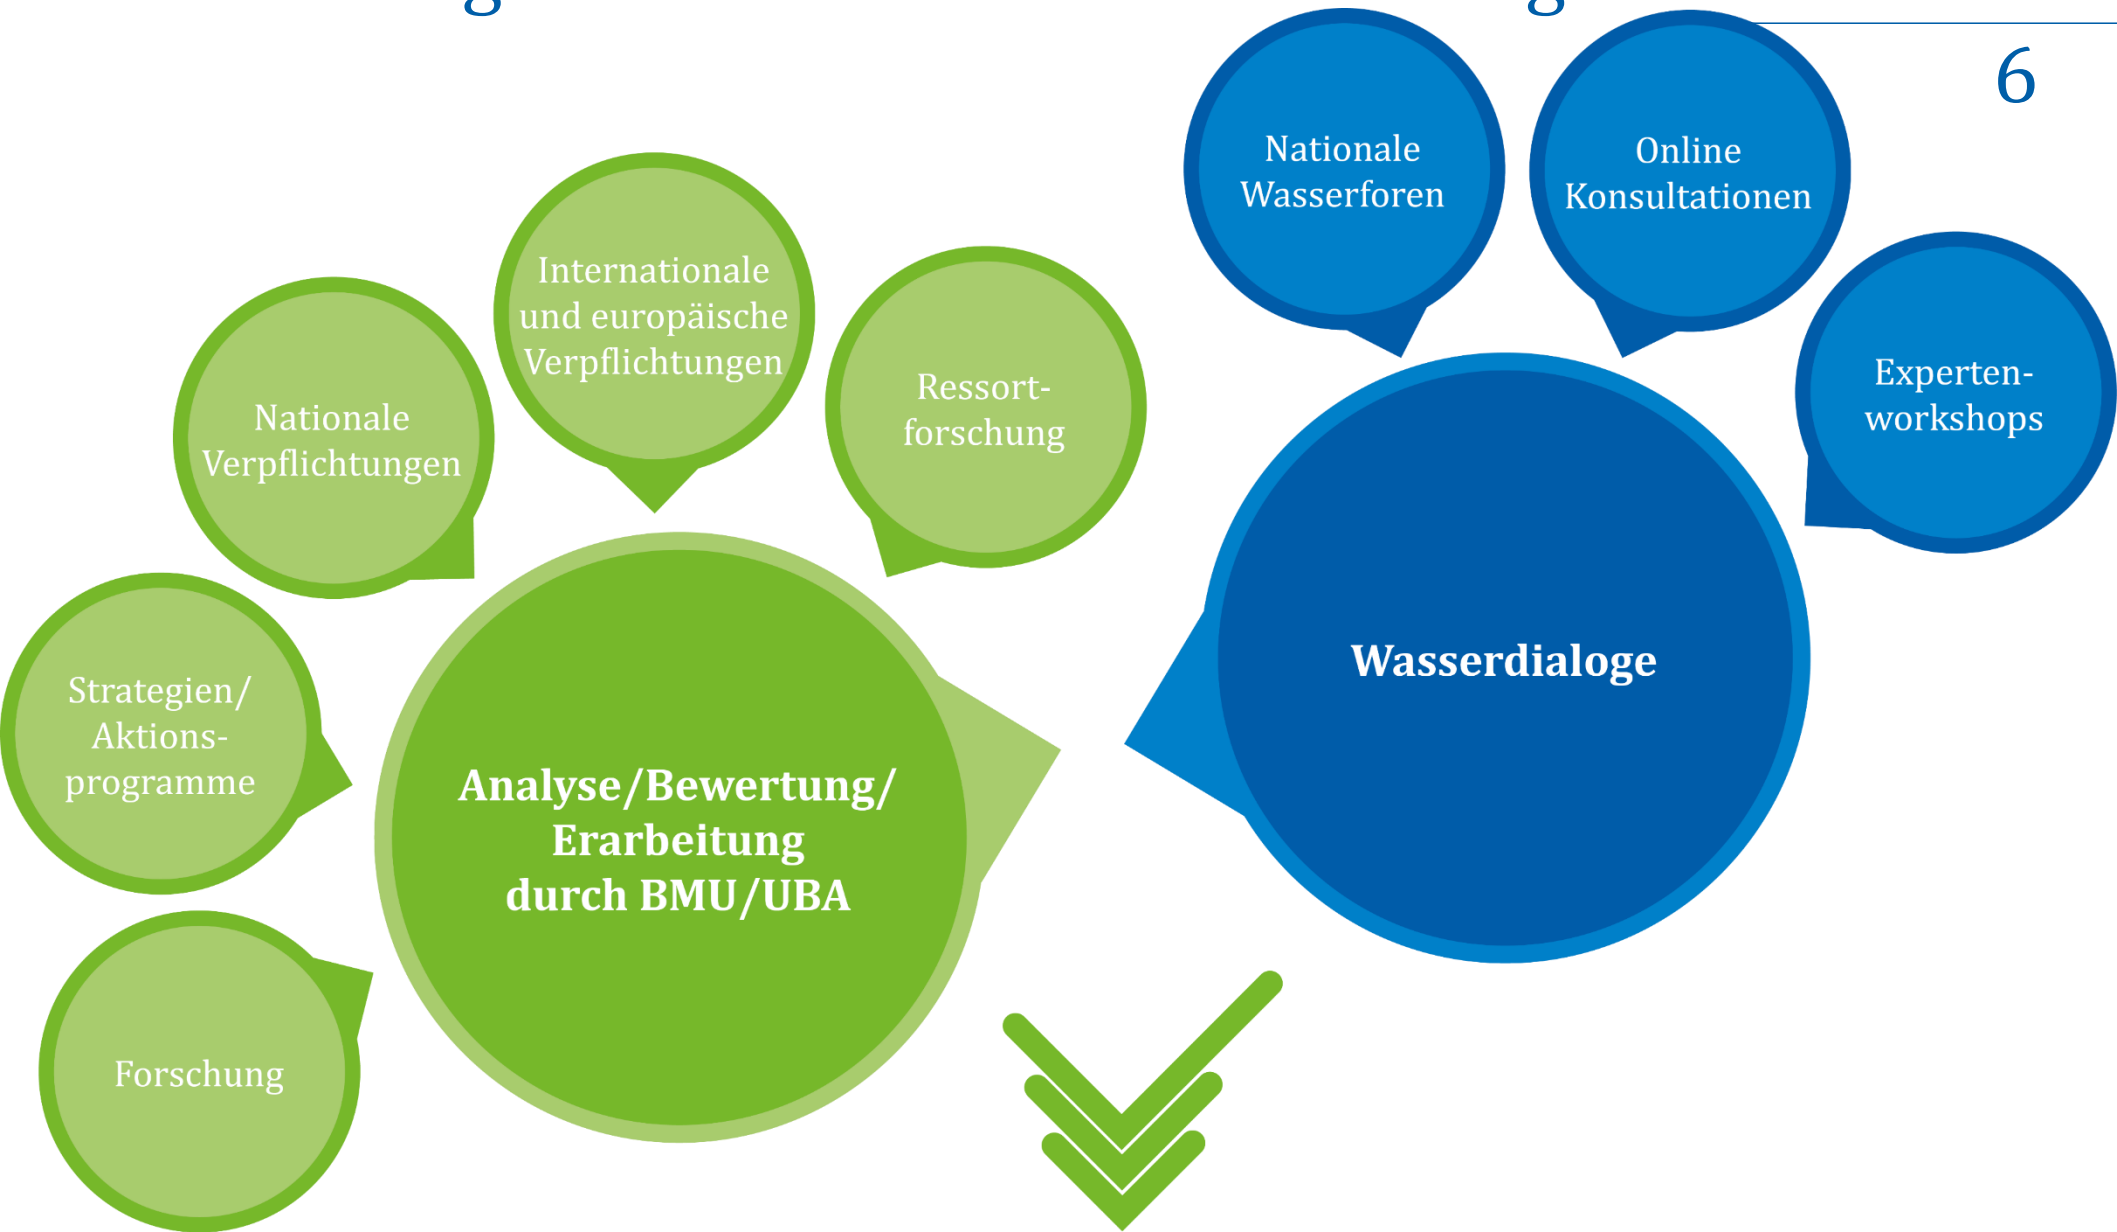 6
Nationale
Wasserforen
Online
Konsultationen
Experten-
workshops
Internationale
und europäische
Verpflichtungen
Ressort-
forschung
Nationale
Verpflichtungen
Strategien/
Aktions-
programme
Forschung
Analyse/Bewertung/
Erarbeitung
durch BMU/UBA
Wasserdialoge